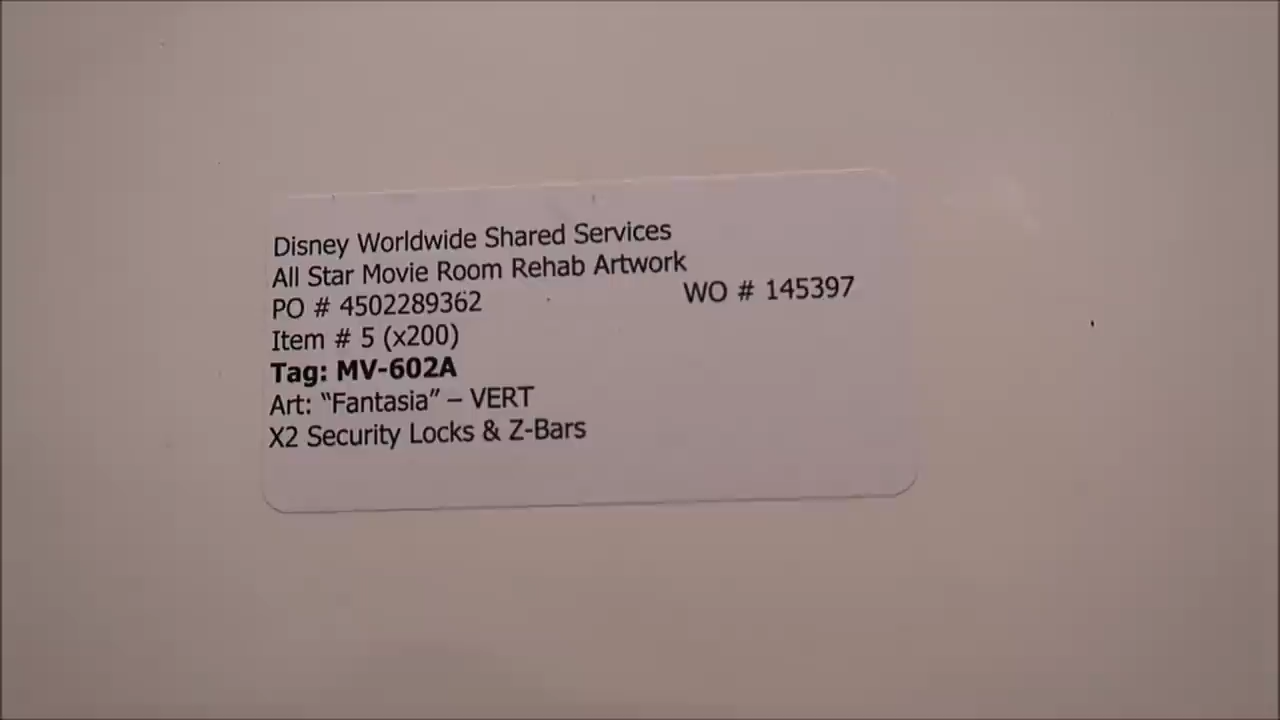 Disney Worldwide Shared Services
All Star Movie Room Rehab Artwork
PO # 4502289362 WO # 145397
Item # 5 (x200)
Tag: MV-602A
Art: “Fantasia” – VERT
X2 Security Locks & Z-Bars